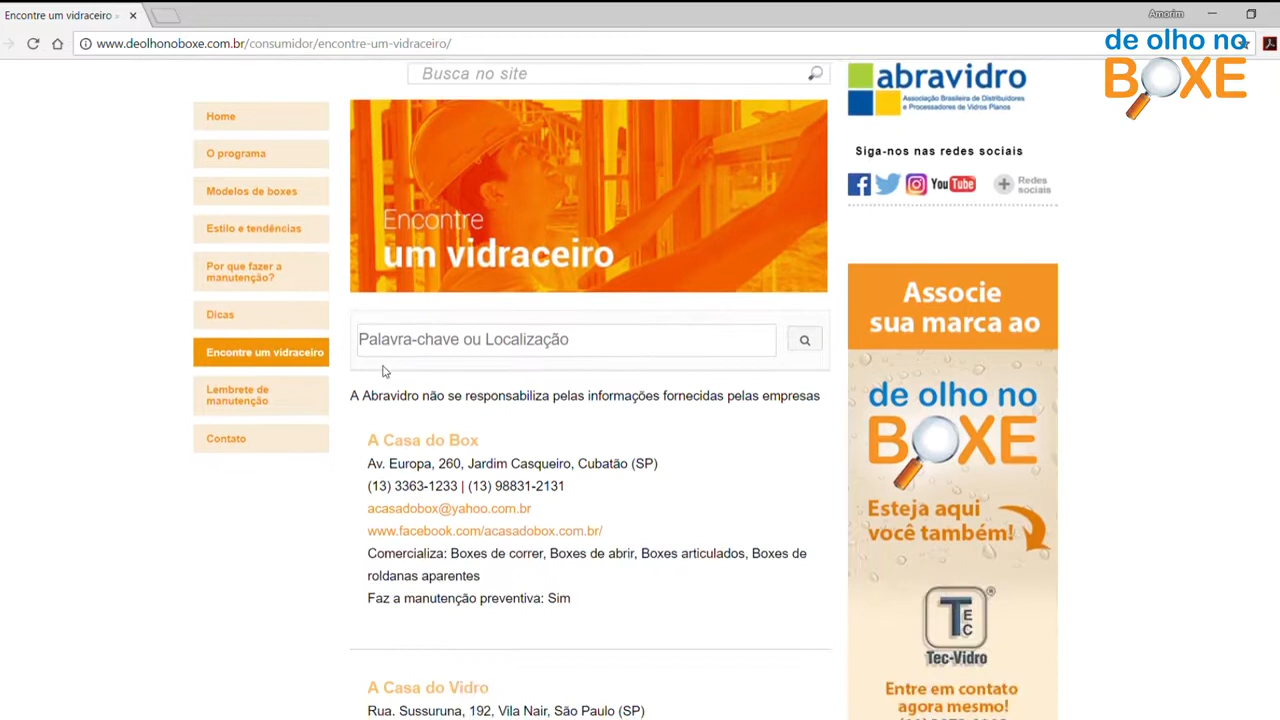 Encontre um vidraceiro
Amorim
www.deolhonoboxe.com.br/consumidor/encontre-um-vidraceiro/
de olho no
BOXE
Busca no site
Home
O programa
Modelos de boxes
Estilo e tendências
Por que fazer a
manutenção?
Dicas
Encontre um vidraceiro
Lembrete de
manutenção
Contato
Encontre
um vidraceiro
Palavra-chave ou Localização
A Abravidro não se responsabiliza pelas informações fornecidas pelas empresas
A Casa do Box
Av. Europa, 260, Jardim Casqueiro, Cubatão (SP)
(13) 3363-1233 | (13) 98831-2131
acasadobox@yahoo.com.br
www.facebook.com/acasadobox.com.br/
Comercializa: Boxes de correr, Boxes de abrir, Boxes articulados, Boxes de
roldanas aparentes
Faz a manutenção preventiva: Sim
A Casa do Vidro
Rua. Sussuruna, 192, Vila Nair, São Paulo (SP)
abravidro
Associação Brasileira de Distribuidores
e Processadores de Vidros Planos
Siga-nos nas redes sociais
YouTube
Redes
sociais
Associe
sua marca ao
de olho no
BOXE
Esteja aqui
você também!
TEC
Tec-Vidro
Entre em contato
agora mesmo!